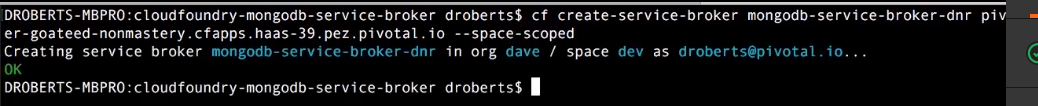 DROBERTS-MBPRO:cloudfoundry-mongodb-service-broker droberts$ cf create-service-broker mongodb-service-broker-dnr piv
er-goateed-nonmastery.cfapps.haas-39.pez.pivotal.io --space-scoped
Creating service broker mongodb-service-broker-dnr in org dave / space dev as droberts@pivotal.io...
OK
DROBERTS-MBPRO:cloudfoundry-mongodb-service-broker droberts$